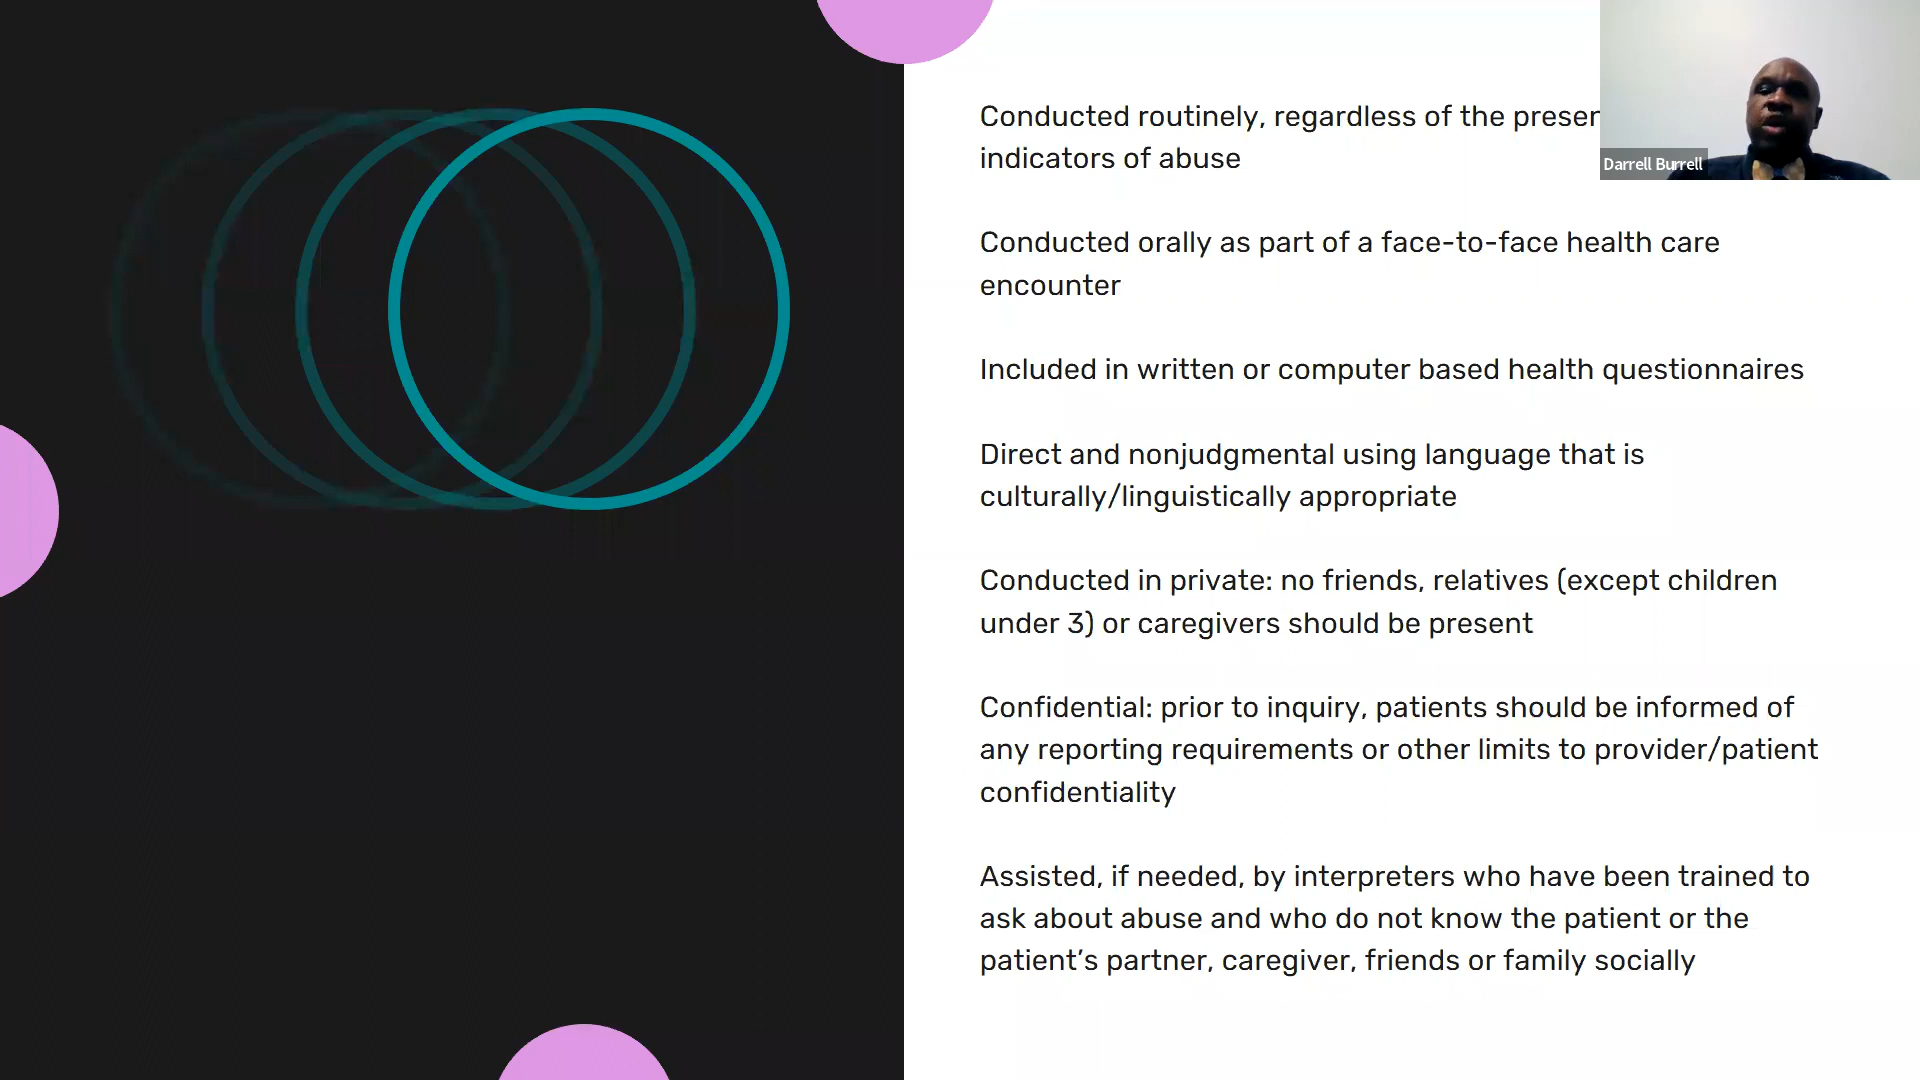 Conducted routinely, regardless of the
indicators of abuse
Conducted orally as part of a face-to-face health care
encounter
Included in written or computer based health questionnaires
Direct and nonjudgmental using language that is
culturally/linguistically appropriate
Conducted in private: no friends, relatives (except children
under 3) or caregivers should be present
Confidential: prior to inquiry, patients should be informed of
any reporting requirements or other limits to provider/patient
confidentiality
Assisted, if needed, by interpreters who have been trained to
ask about abuse and who do not know the patient or the
patient’s partner, caregiver, friends or family socially
Darrell Burrell